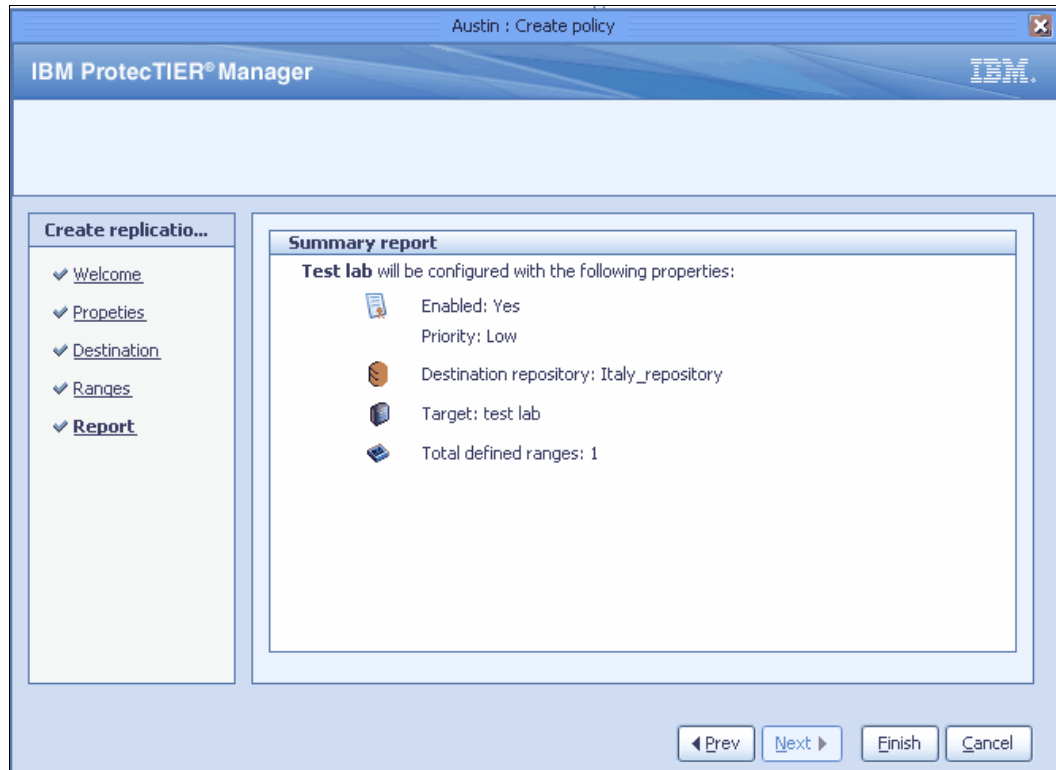 Austin : Create policy
IBM ProtecTIER® Manager
IBM.
Create replicatio...
Welcome
Propeties
Destination
Ranges
Report
Summary report
Test lab will be configured with the following properties:
Enabled: Yes
Priority: Low
Destination repository: Italy_repository
Target: test lab
Total defined ranges: 1
Prev
Next
Finish
Cancel